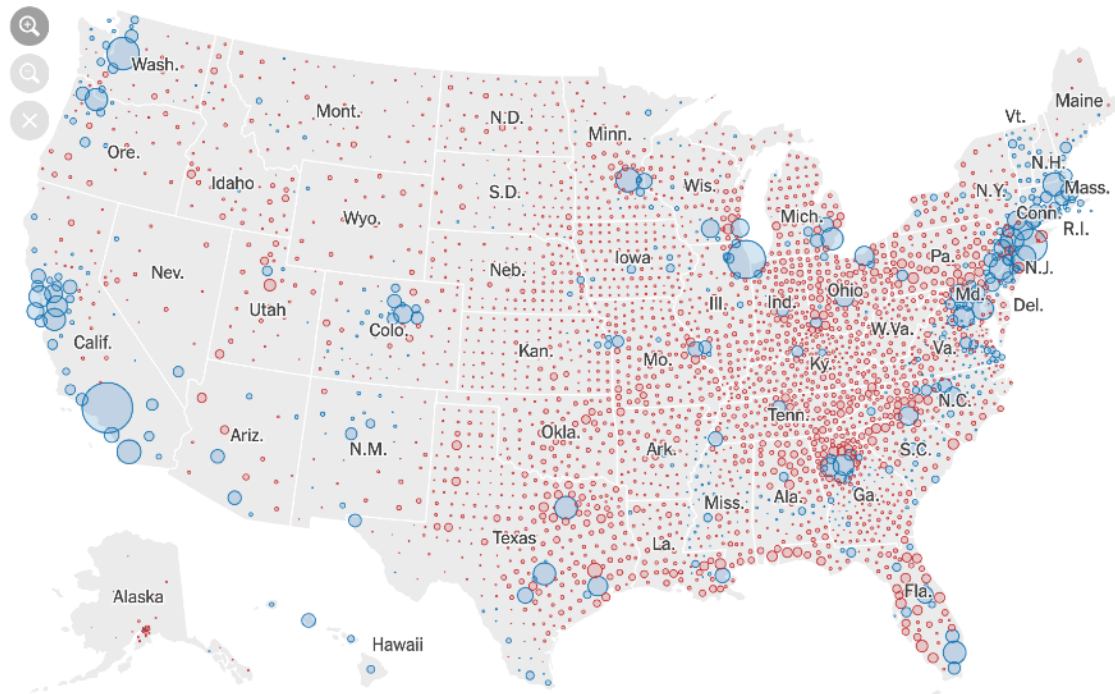 Wash.
Maine
Mont.
N.D.
Minn.
Vt.
Ore.
N.H.
Idaho
S.D.
Wis.
N.Y.
Mass.
Wyo.
Mich.
Conn.
R.I.
Nev.
Neb.
Iowa
Pa.
N.J.
Utah
Colo.
Ill.
Ind.
Ohio
Md.
Del.
Calif.
Kan.
Mo.
Ky.
W.Va.
Va.
Ariz.
N.M.
Okla.
Ark.
Tenn.
N.C.
S.C.
Texas
La.
Miss.
Ala.
Ga.
Fla.
Alaska
Hawaii